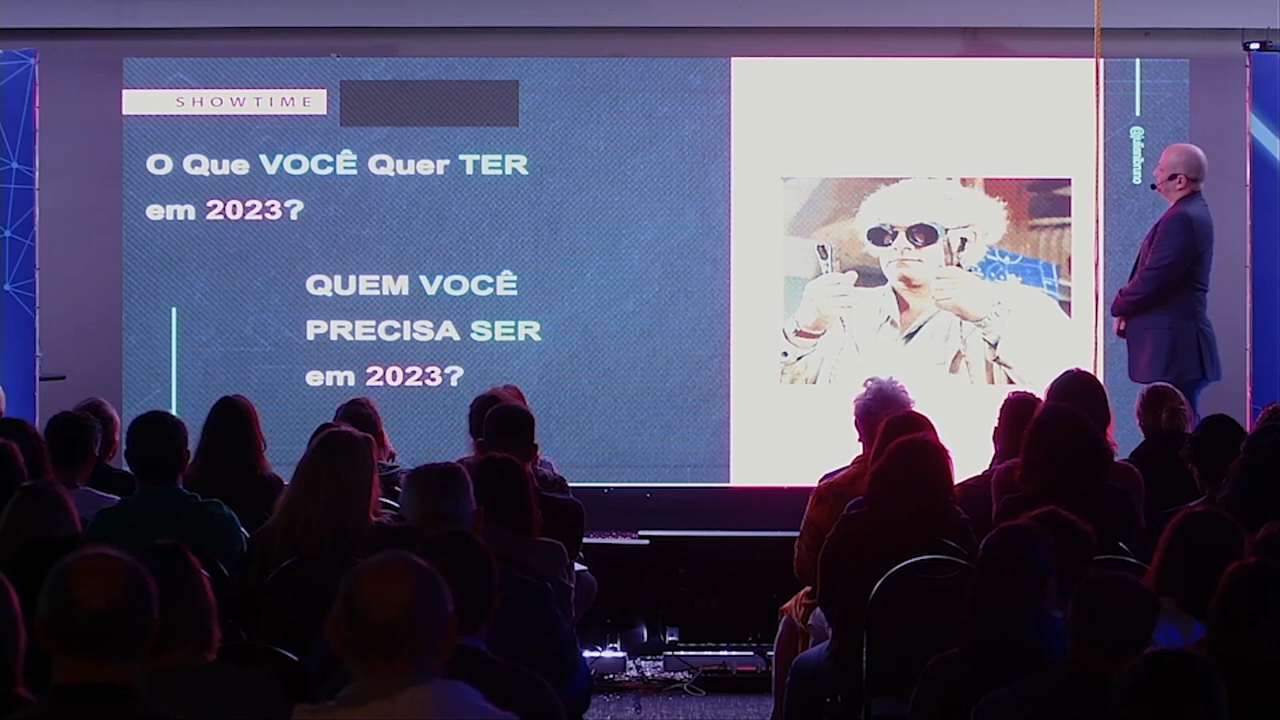 SHOWTIME
O Que VOCÊ Quer TER
em 2023?
QUEM VOCÊ
PRECISA SER
em 2023?